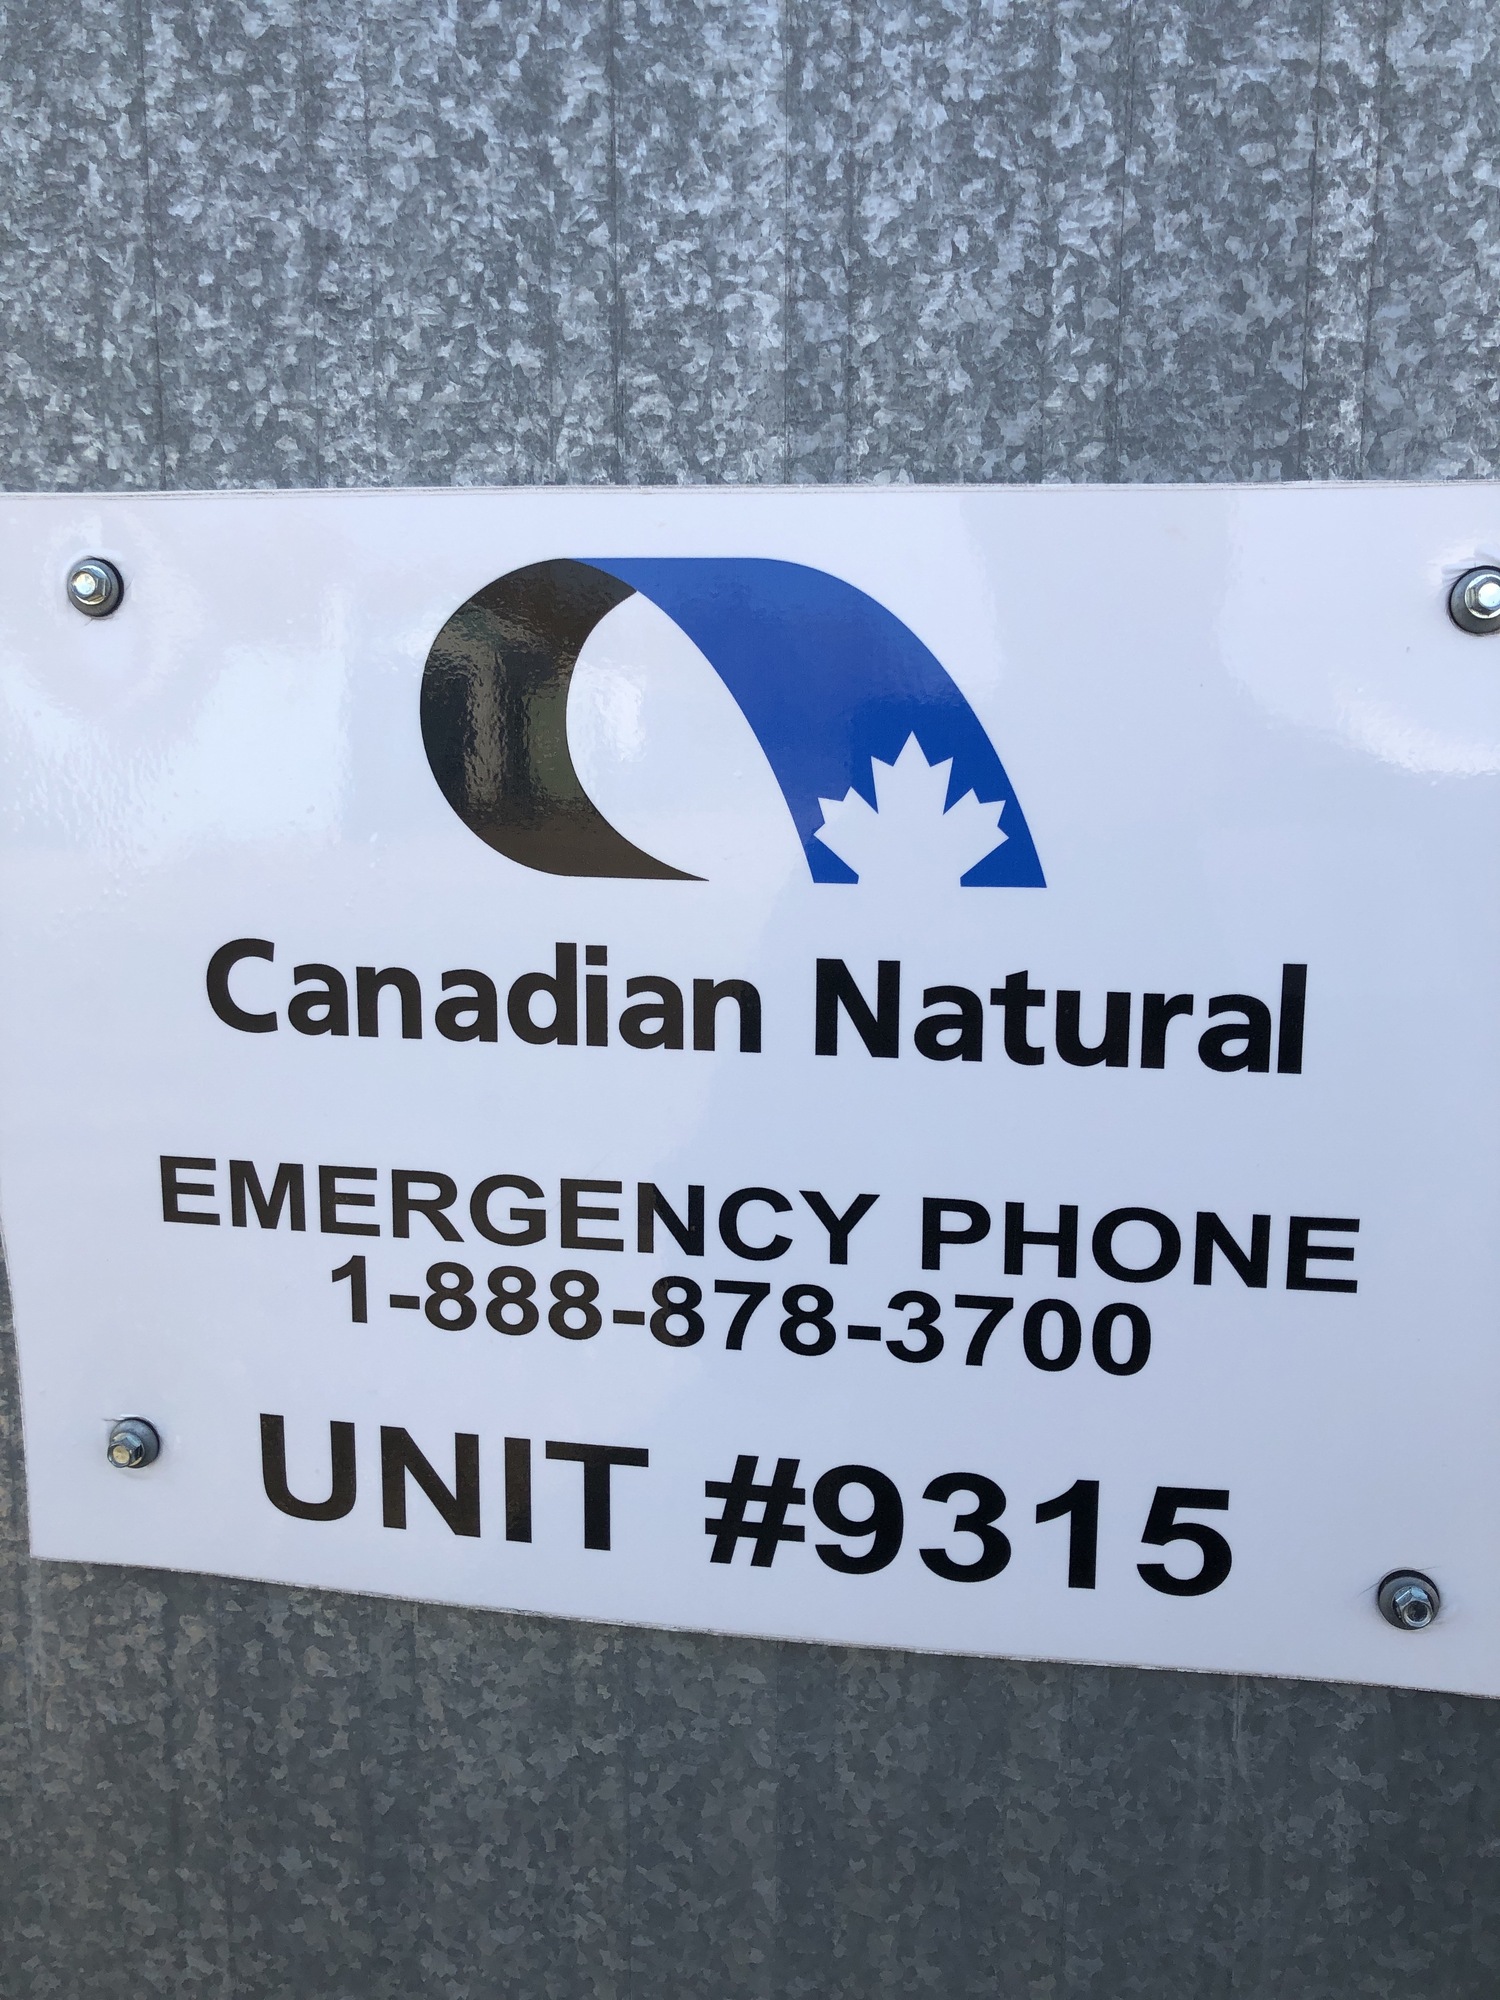 Canadian Natural
EMERGENCY PHONE
1-888-878-3700
UNIT #9315